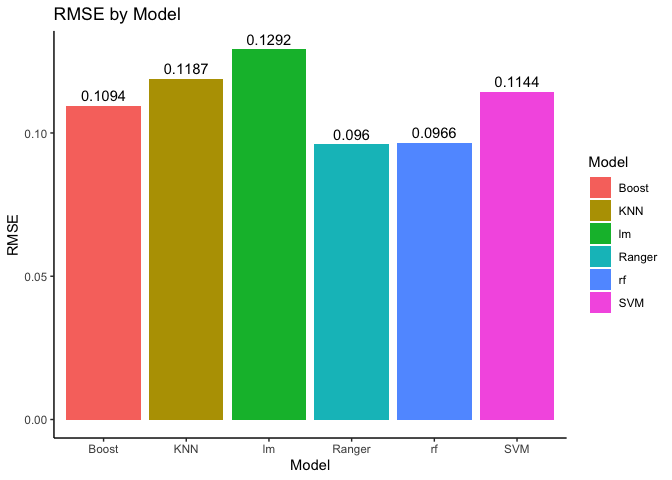 RMSE by Model
0.1292
0.1187
0.1144
0.1094
0.096
0.0966
0.10
0.05
0.00
RMSE
Boost
KNN
lm
Ranger
rf
SVM
Model
Model
Boost
KNN
lm
Ranger
rf
SVM